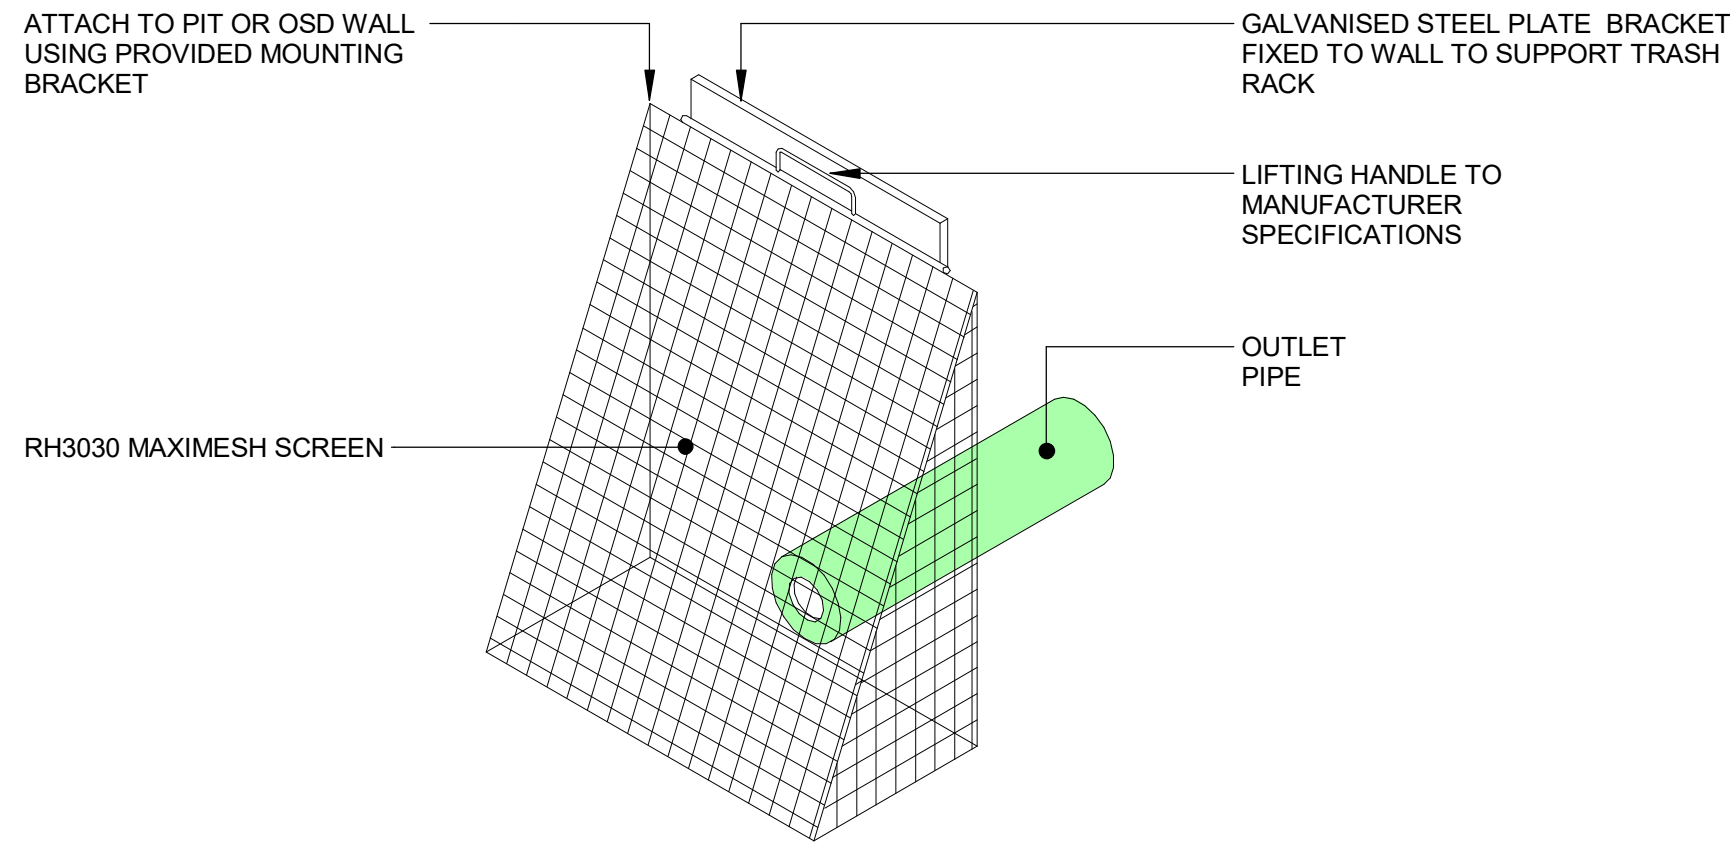 ATTACH TO PIT OR OSD WALL
USING PROVIDED MOUNTING
BRACKET
GALVANISED STEEL PLATE BRACKET
FIXED TO WALL TO SUPPORT TRASH
RACK
LIFTING HANDLE TO
MANUFACTURER
SPECIFICATIONS
OUTLET
PIPE
RH3030 MAXIMESH SCREEN